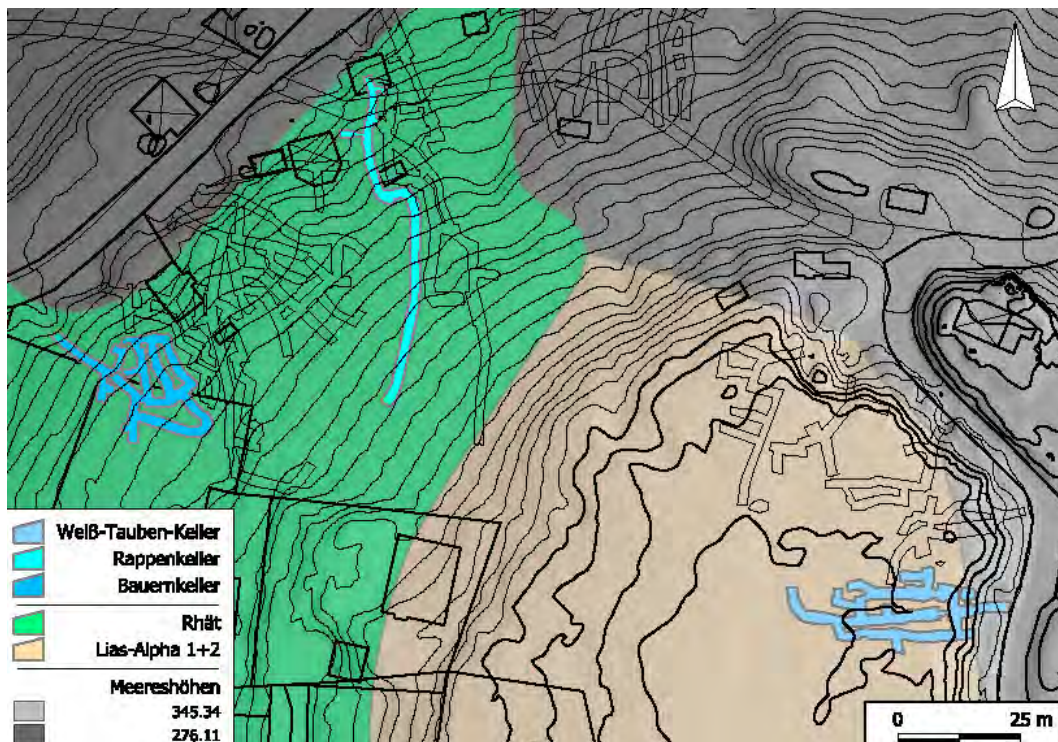 Weiß-Tauben-Keller
Rappenkeller
Bauernkeller
Rhät
Lias-Alpha 1+2
Meereshöhen
345.34
276.11
0 25 m